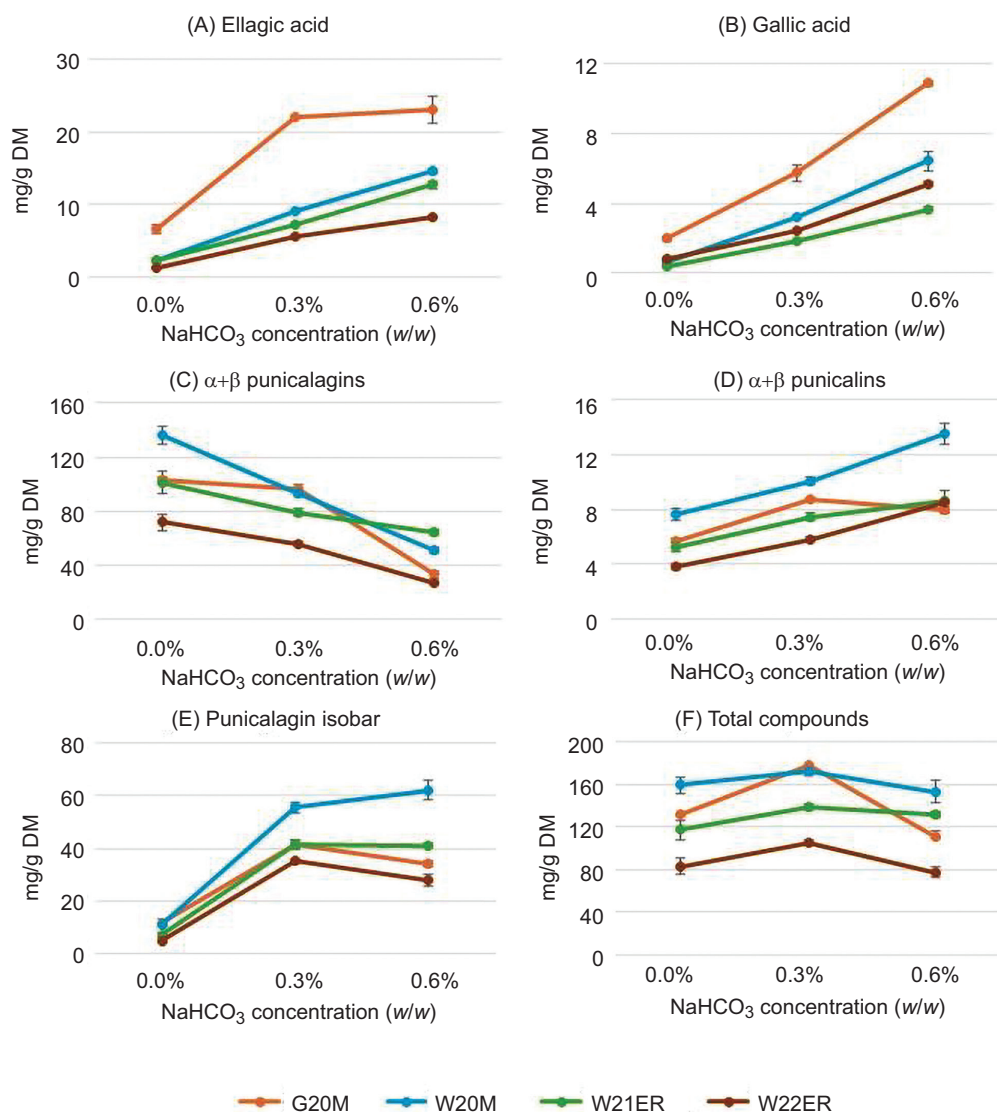 (A) Ellagic acid
30
20
10
0
mg/g DM
0.0% 0.3% 0.6%
NaHCO₃ concentration (w/w)
(B) Gallic acid
12
8
4
0
mg/g DM
0.0% 0.3% 0.6%
NaHCO₃ concentration (w/w)
(C) α+β punicalagins
160
120
80
40
0
mg/g DM
0.0% 0.3% 0.6%
NaHCO₃ concentration (w/w)
(D) α+β punicalins
16
12
8
4
0
mg/g DM
0.0% 0.3% 0.6%
NaHCO₃ concentration (w/w)
(E) Punicalagin isobar
80
60
40
20
0
mg/g DM
0.0% 0.3% 0.6%
NaHCO₃ concentration (w/w)
(F) Total compounds
200
160
120
80
40
0
mg/g DM
0.0% 0.3% 0.6%
NaHCO₃ concentration (w/w)
G20M W20M W21ER W22ER